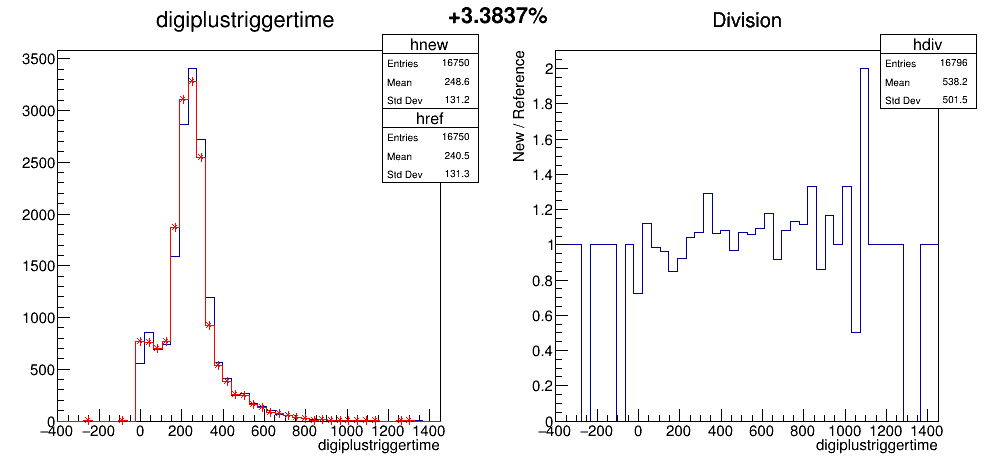 digiplustriggertime
+3.3837%
Division
hnew
Entries 16750
Mean 248.6
Std Dev 131.2
href
Entries 16750
Mean 240.5
Std Dev 131.3
3500
3000
2500
2000
1500
1000
500
0
−400 −200 0 200 400 600 800 1000 1200 1400
digiplustriggertime
hdiv
Entries 16796
Mean 538.2
Std Dev 501.5
New / Reference
2
1.8
1.6
1.4
1.2
1
0.8
0.6
0.4
0.2
0
−400 −200 0 200 400 600 800 1000 1200 1400
digiplustriggertime